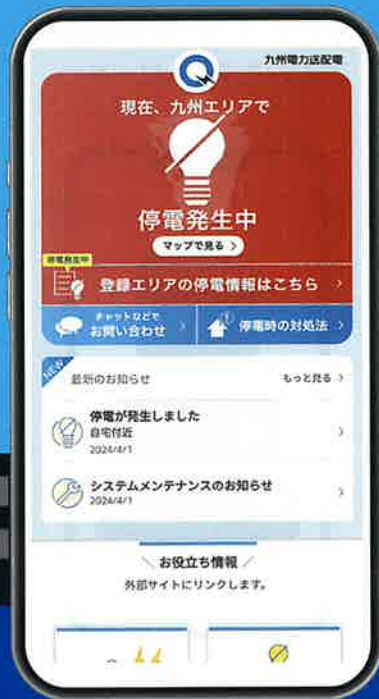 九州電力送配電
現在、九州エリアで
停電発生中
マップで見る
停電発生中
登録エリアの停電情報はこちら
チャットなどで
お問い合わせ
停電時の対処法
NEW
最新のお知らせ
もっと見る
停電が発生しました
自宅付近
2024/4/1
システムメンテナンスのお知らせ
2024/4/1
お役立ち情報
外部サイトにリンクします。